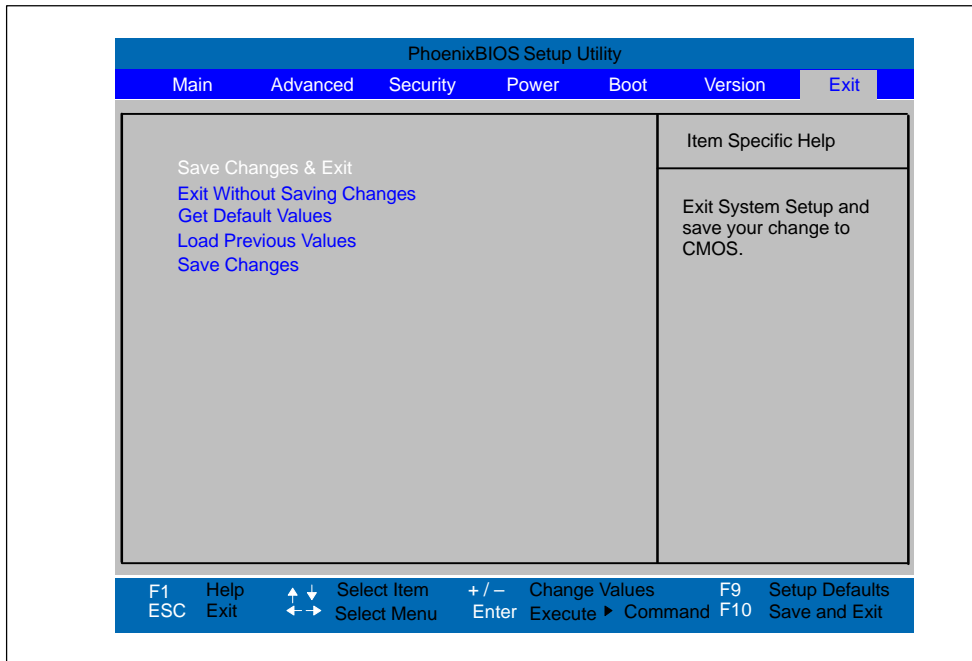 PhoenixBIOS Setup Utility
Main Advanced Security Power Boot Version Exit
Save Changes & Exit
Exit Without Saving Changes
Get Default Values
Load Previous Values
Save Changes
Item Specific Help
Exit System Setup and
save your change to
CMOS.
F1 Help Select Item +/– Change Values F9 Setup Defaults
ESC Exit Select Menu Enter Execute Command F10 Save and Exit